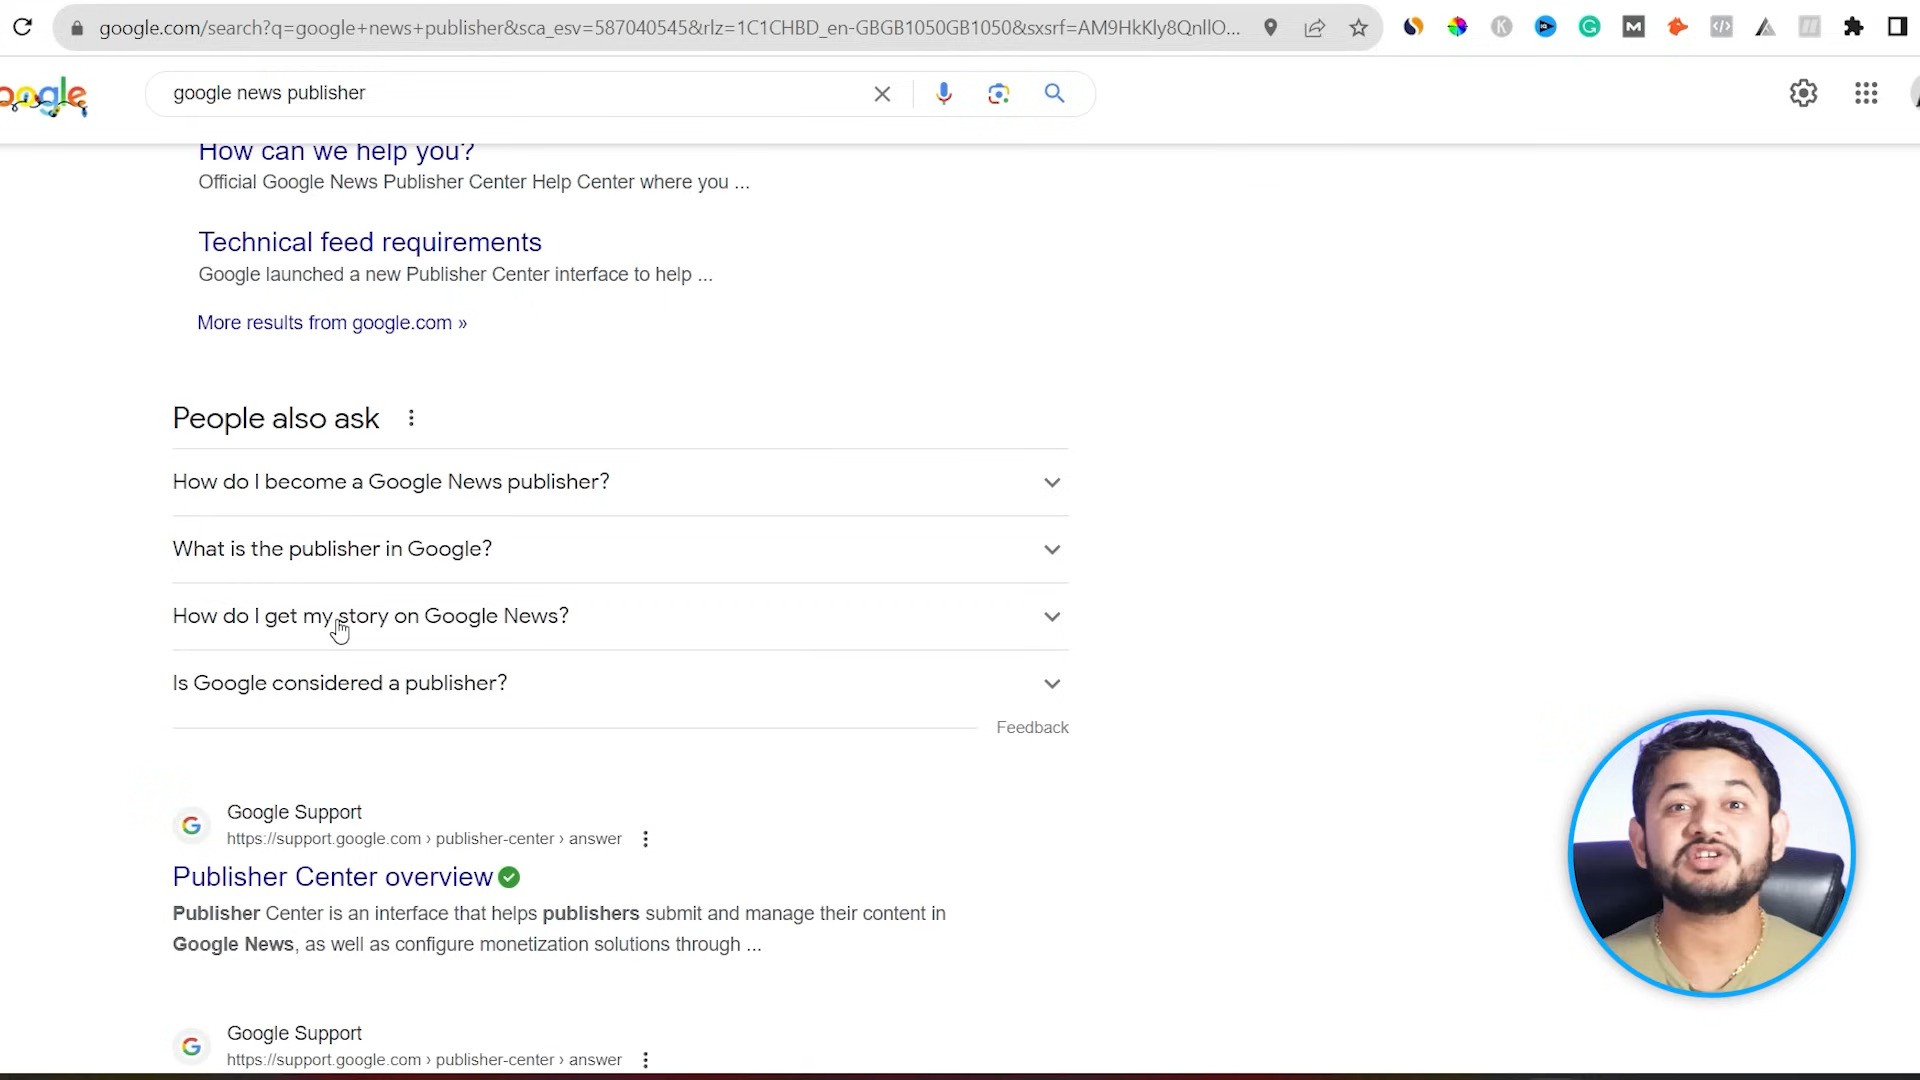 google.com/search?q=google+news+publisher&sca_esv=587040545&rlz=1C1CHBD_en-GBGB1050GB1050&sxsrf=AM9HkKly8QnllO...
oogle
google news publisher
How can we help you?
Official Google News Publisher Center Help Center where you ...
Technical feed requirements
Google launched a new Publisher Center interface to help ...
More results from google.com »
People also ask
How do I become a Google News publisher?
What is the publisher in Google?
How do I get my story on Google News?
Is Google considered a publisher?
Feedback
Google Support
https://support.google.com › publisher-center › answer
Publisher Center overview
Publisher Center is an interface that helps publishers submit and manage their content in
Google News, as well as configure monetization solutions through ...
Google Support
https://support.google.com › publisher-center › answer